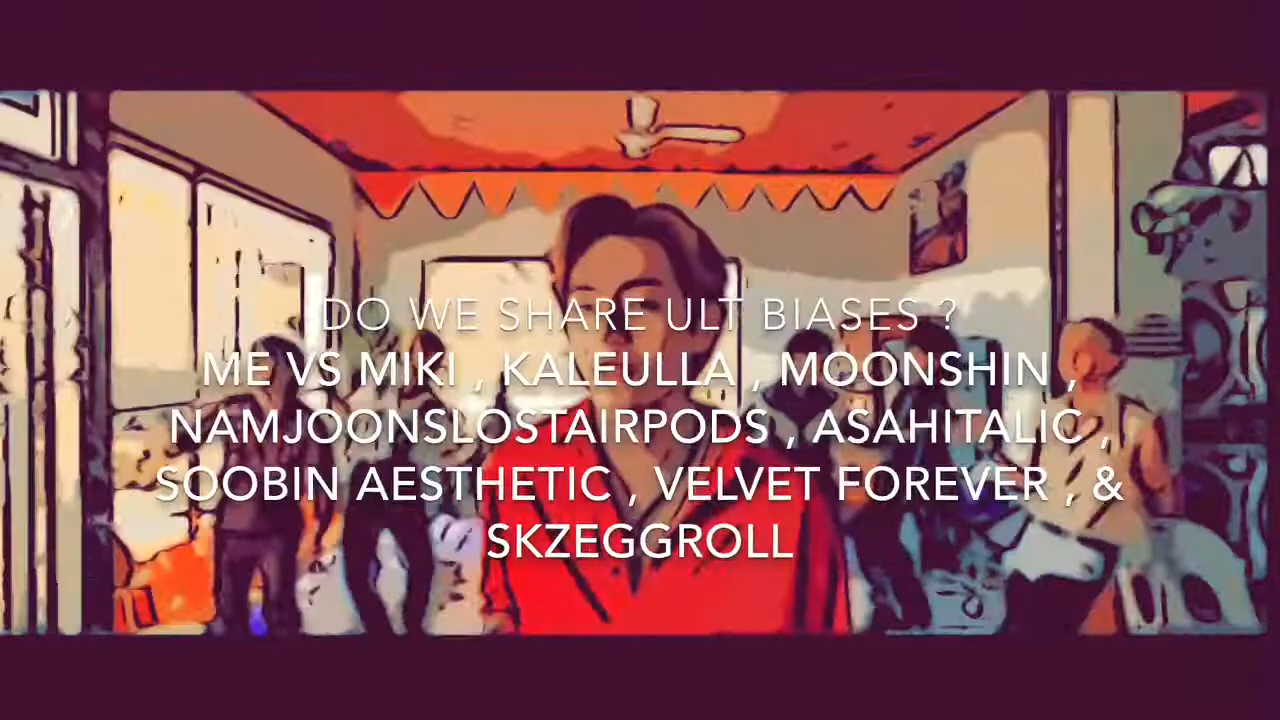 DO WE SHARE ULT BIASES ?
ME VS MIKI , KALEULLA , MOONSHIN ,
NAMJOONSLOSTAIRPODS , ASAHITALIC ,
SOOBIN AESTHETIC , VELVET FOREVER , &
SKZEGGROLL